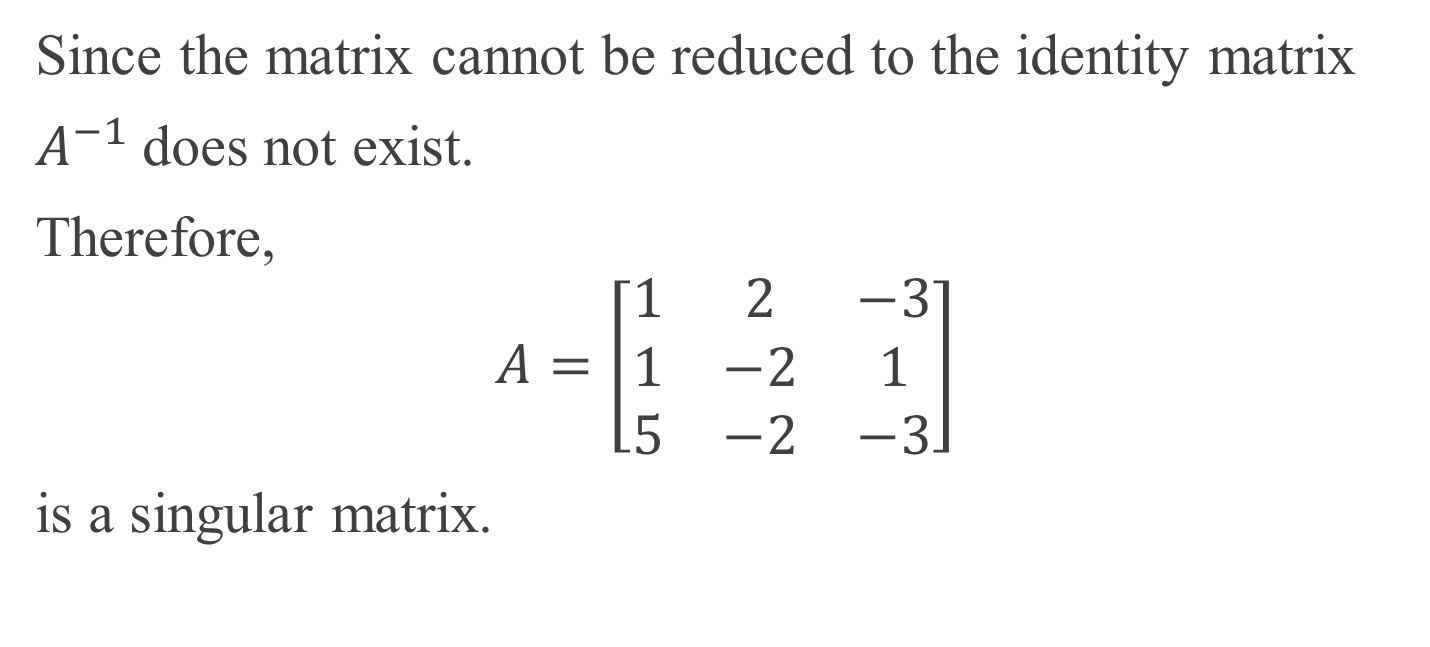 Since the matrix cannot be reduced to the identity matrix
𝐴⁻¹ does not exist.
Therefore,
1 2 −3
𝐴 = 1 −2 1
5 −2 −3
is a singular matrix.